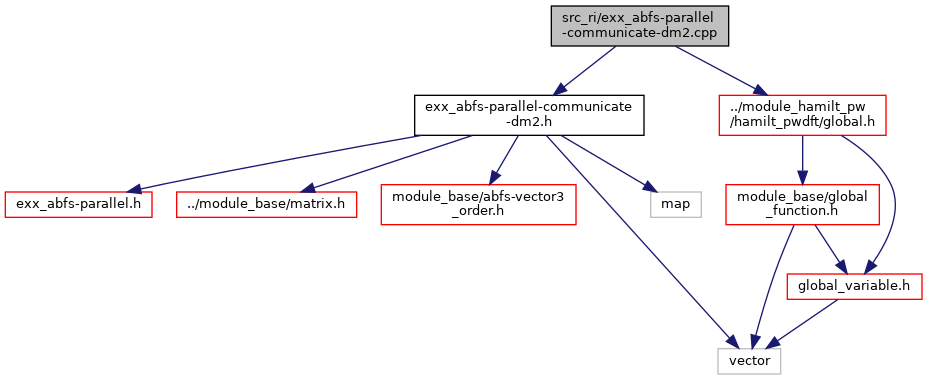 src_ri/exx_abfs-parallel
-communicate-dm2.cpp
exx_abfs-parallel-communicate
-dm2.h
../module_hamilt_pw
/hamilt_pwdft/global.h
exx_abfs-parallel.h
../module_base/matrix.h
module_base/abfs-vector3
_order.h
map
module_base/global
_function.h
global_variable.h
vector